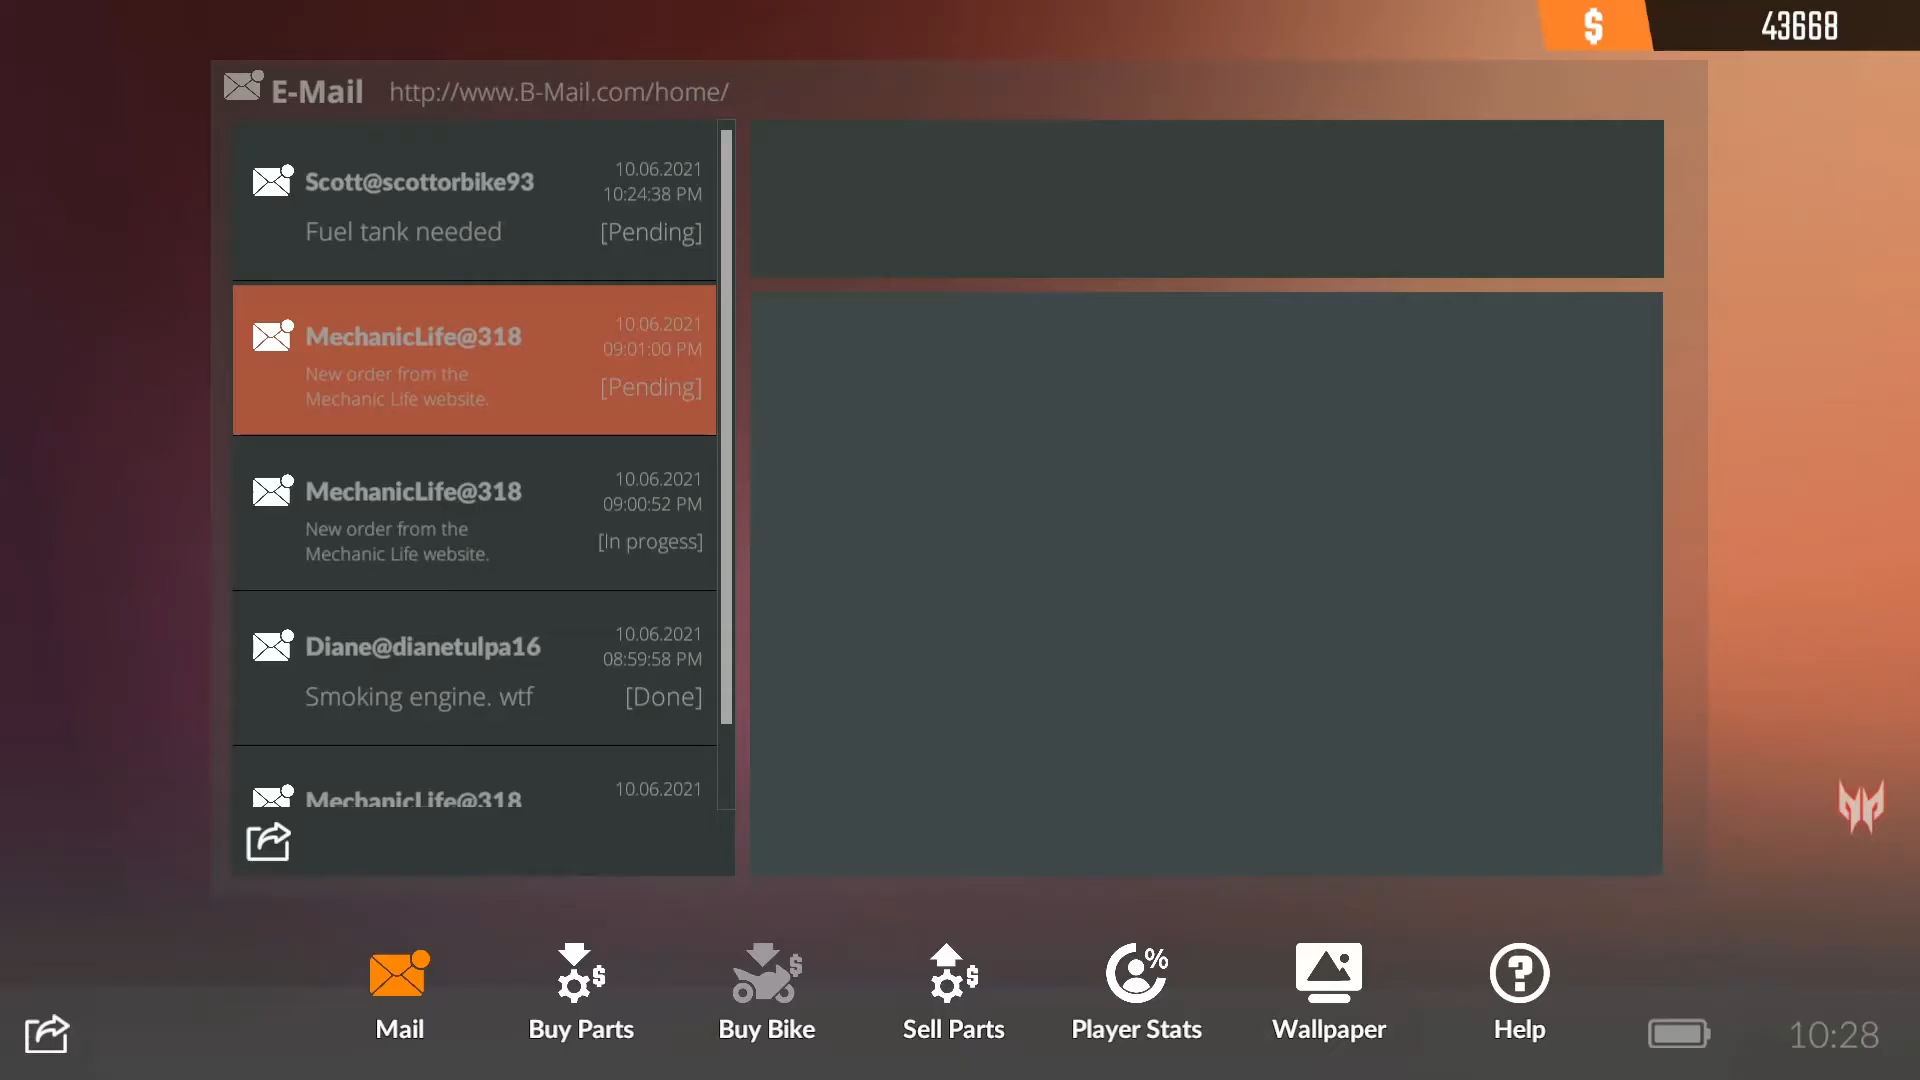 $ 43668
E-Mail http://www.B-Mail.com/home/
Scott@scottorbike93
10.06.2021
10:24:38 PM
Fuel tank needed
[Pending]
MechanicLife@318
10.06.2021
09:01:00 PM
New order from the
Mechanic Life website.
[Pending]
MechanicLife@318
10.06.2021
09:00:52 PM
New order from the
Mechanic Life website.
[In progess]
Diane@dianetulpa16
10.06.2021
08:59:58 PM
Smoking engine. wtf
[Done]
MechanicLife@318
10.06.2021
Mail
Buy Parts
Buy Bike
Sell Parts
Player Stats
Wallpaper
Help
10:28